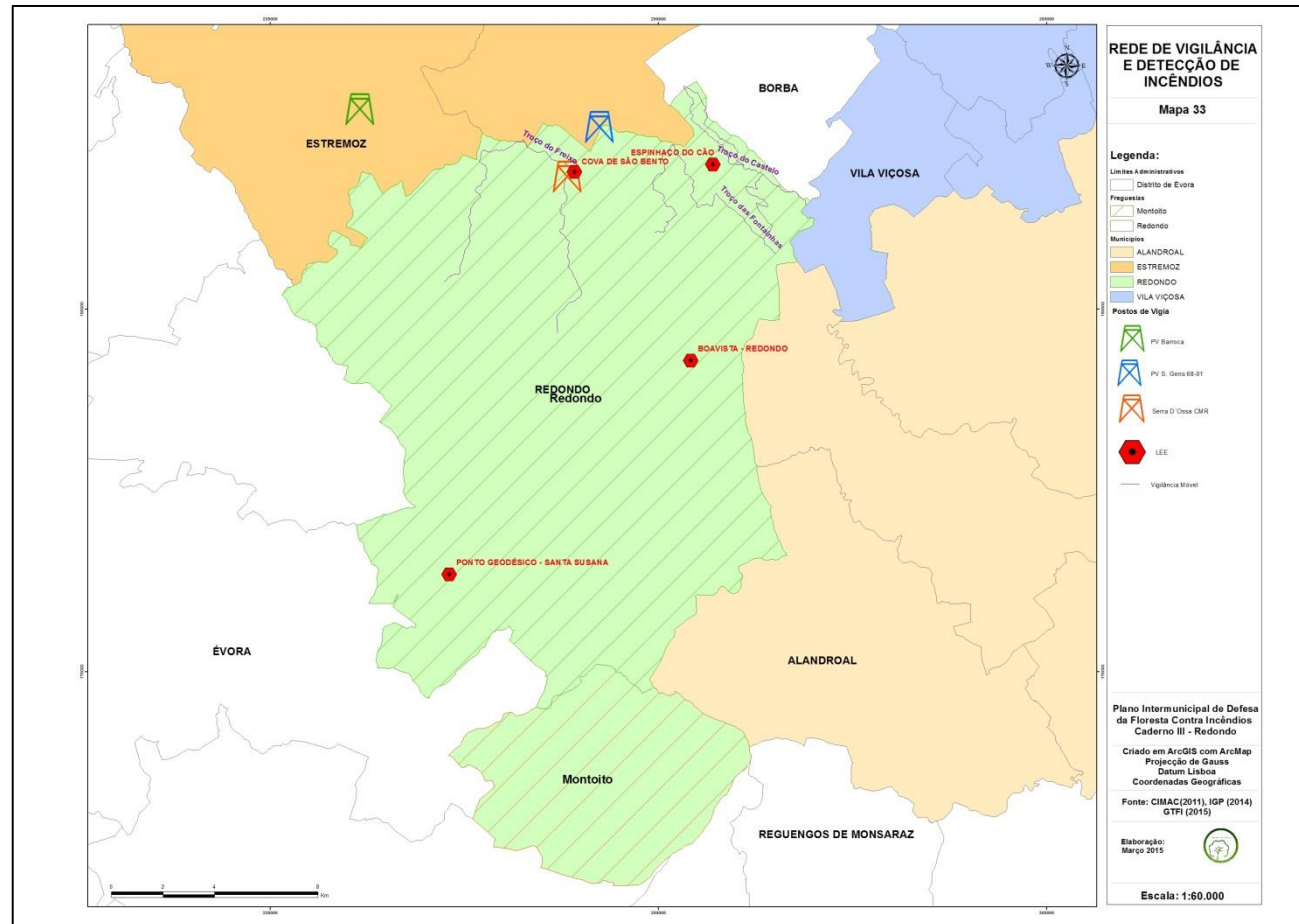 REDE DE VIGILÂNCIA
E DETECÇÃO DE
INCÊNDIOS
Mapa 33
Legenda:
Limites Administrativos
Distrito de Évora
Freguesias
Montoito
Redondo
Municípios
ALANDROAL
ESTREMOZ
REDONDO
VILA VIÇOSA
Postos de Vigia
PV Barroca
PV S. Gens 68-01
Serra D´Ossa CMR
LEE
Vigilância Móvel
Plano Intermunicipal de Defesa
da Floresta Contra Incêndios
Caderno III - Redondo
Criado em ArcGIS com ArcMap
Projecção de Gauss
Datum Lisboa
Coordenadas Geográficas
Fonte: CIMAC(2011), IGP (2014)
GTFI (2015)
Elaboração:
Março 2015
Escala: 1:60.000
N
W
E
S
BORBA
ESTREMOZ
VILA VIÇOSA
Troço do Freixo
ESPINHAÇO DO CÃO
Troço do Castelo
COVA DE SÃO BENTO
Troço das Fontainhas
BOAVISTA - REDONDO
REDONDO
Redondo
PONTO GEODÉSICO - SANTA SUSANA
ÉVORA
ALANDROAL
Montoito
REGUENGOS DE MONSARAZ
0 2 4 8
Km